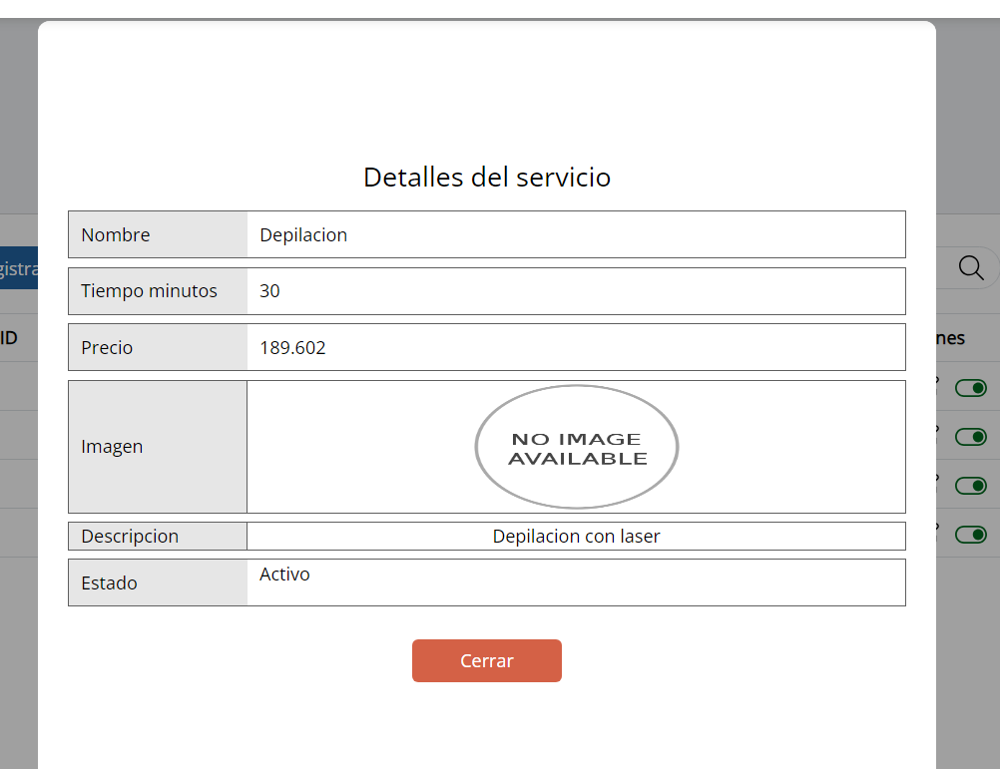 Detalles del servicio
Nombre Depilacion
gistra
Tiempo minutos 30
ID
nes
Precio 189.602
NO IMAGE
AVAILABLE
Imagen
Descripcion Depilacion con laser
Estado Activo
Cerrar